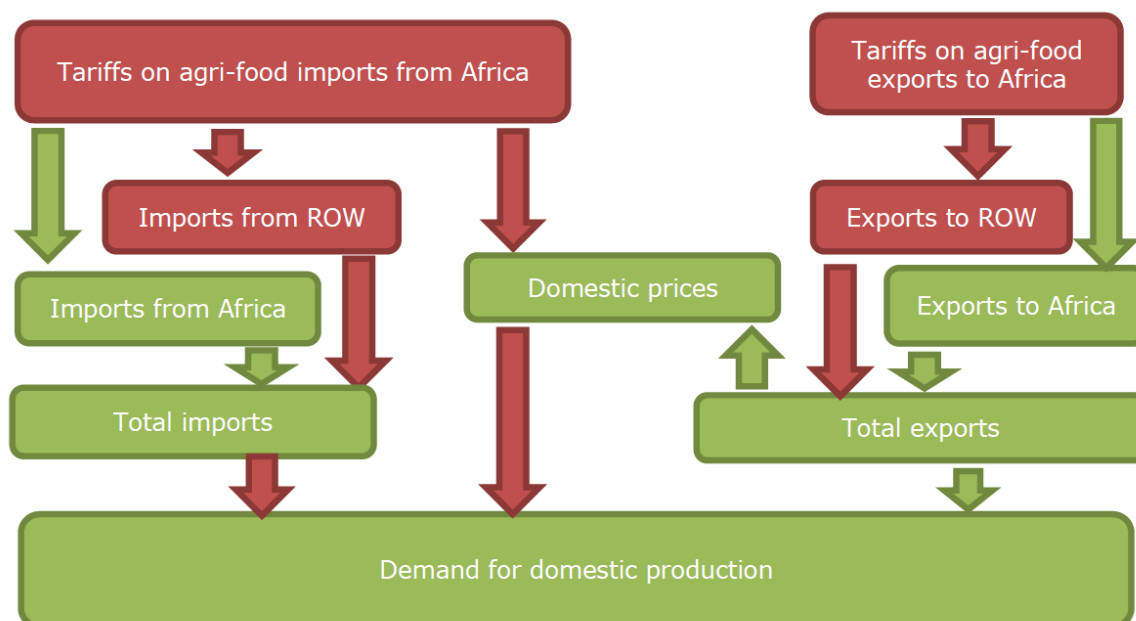 Tariffs on agri-food imports from Africa
Tariffs on agri-food
exports to Africa
Imports from ROW
Exports to ROW
Imports from Africa
Domestic prices
Exports to Africa
Total imports
Total exports
Demand for domestic production